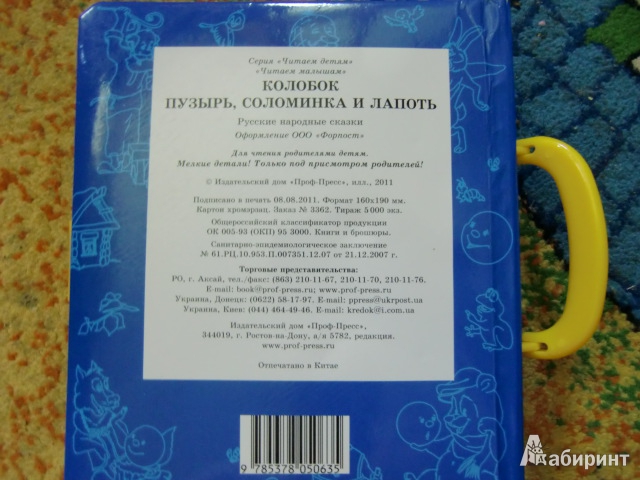 Серия «Читаем детям»
«Читаем малышам»
КОЛОБОК
ПУЗЫРЬ, СОЛОМИНКА И ЛАПОТЬ
Русские народные сказки
Оформление ООО «Форпост»
Для чтения родителями детям.
Мелкие детали! Только под присмотром родителей!
© Издательский дом «Проф-Пресс», илл., 2011
Подписано в печать 08.08.2011. Формат 160х190 мм.
Картон хромэрзац. Заказ № 3362. Тираж 5 000 экз.
Общероссийский классификатор продукции
ОК 005-93 (ОКП) 95 3000. Книги и брошюры.
Санитарно-эпидемиологическое заключение
№ 61.РЦ.10.953.П.007351.12.07 от 21.12.2007 г.
Торговые представительства:
РО, г. Аксай, тел./факс: (863) 210-11-67, 210-11-70, 210-11-76.
E-mail: book@prof-press.ru; www.prof-press.ru
Украина, Донецк: (0622) 58-17-97. E-mail: ppress@ukrpost.ua
Украина, Киев: (044) 464-49-46. E-mail: kredok@i.com.ua
Издательский дом «Проф-Пресс»,
344019, г. Ростов-на-Дону, а/я 5782, редакция.
www.prof-press.ru
Отпечатано в Китае
9 785378 050635
Лабиринт